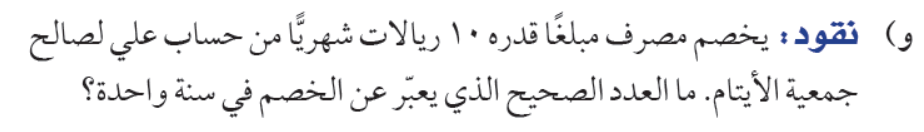 و) نقود: يخصم مصرف مبلغًا قدره ١٠ ريالات شهريًّا من حساب علي لصالح
جمعية الأيتام. ما العدد الصحيح الذي يعبّر عن الخصم في سنة واحدة؟